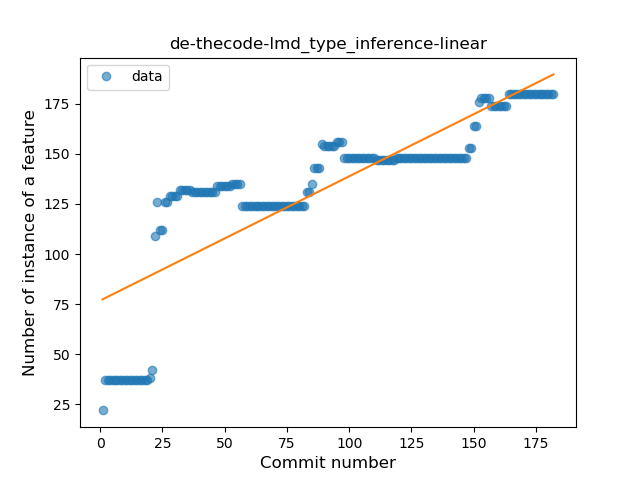 de-thecode-lmd_type_inference-linear
data
Number of instance of a feature
175
150
125
100
75
50
25
0 25 50 75 100 125 150 175
Commit number